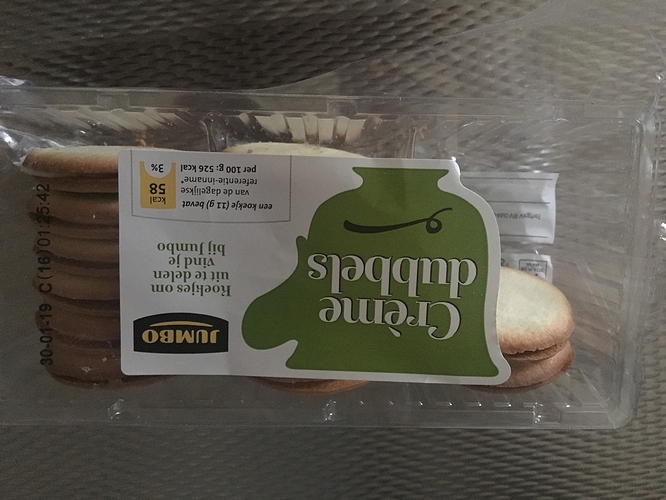 Crème
dubbels
JUMBO
Koekjes om
uit te delen
vind je
bij Jumbo
een koekje (11 g) bevat
van de dagelijkse
referentie-inname*
per 100 g: 526 kcal
kcal
58
3%
30-01-19 C (16) 01:25:42